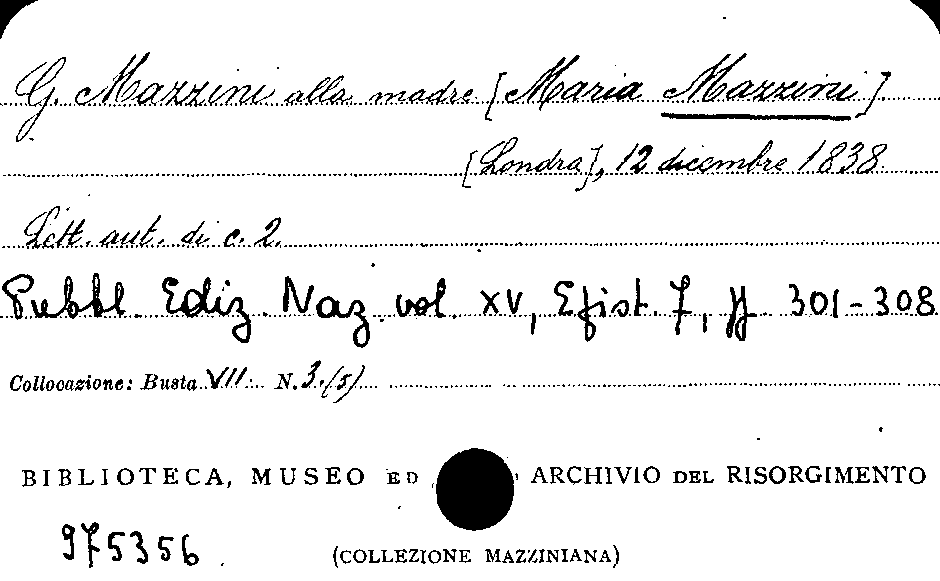 G. Mazzini alla madre [Maria Mazzini]
[Londra], 12 dicembre 1838.
Lett. aut. di c. 2.
Pubbl. Ediz. Naz. vol. XV, Epist. 7, pp. 301-308
Collocazione: Busta VII N. 3.(5)
BIBLIOTECA, MUSEO ED ARCHIVIO DEL RISORGIMENTO
975356
(COLLEZIONE MAZZINIANA)